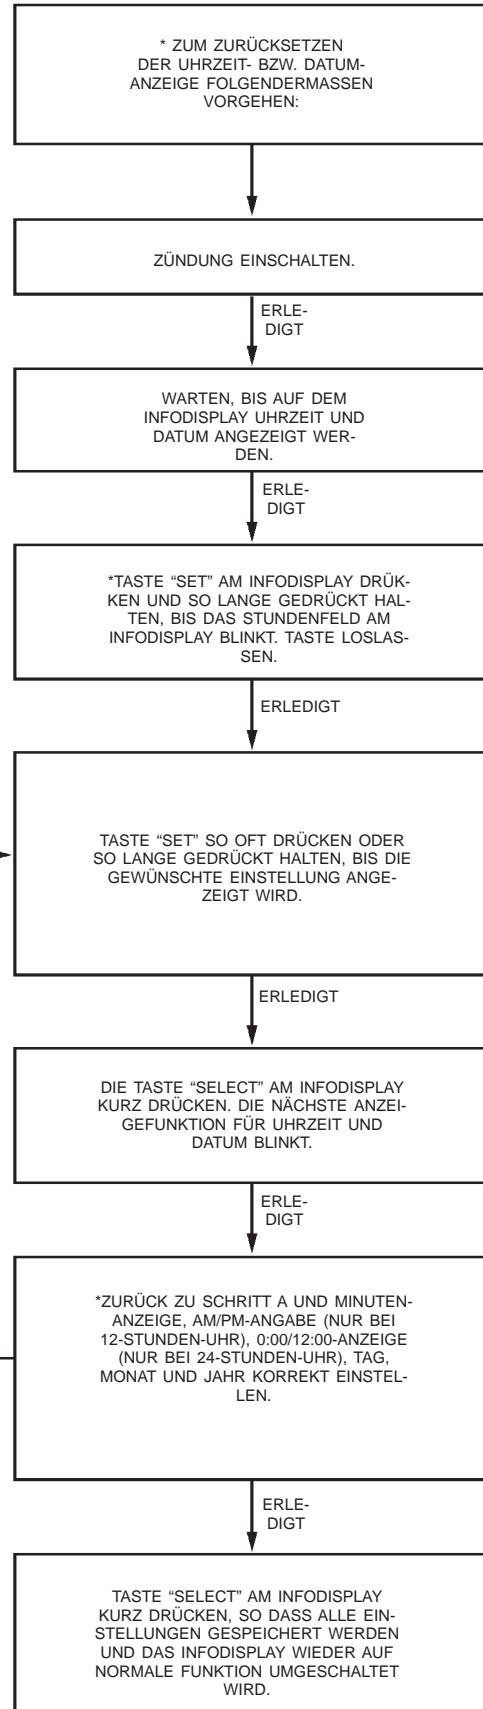 * ZUM ZURÜCKSETZEN
DER UHRZEIT- BZW. DATUM-
ANZEIGE FOLGENDERMASSEN
VORGEHEN:
ZÜNDUNG EINSCHALTEN.
ERLE-
DIGT
WARTEN, BIS AUF DEM
INFODISPLAY UHRZEIT UND
DATUM ANGEZEIGT WER-
DEN.
ERLE-
DIGT
*TASTE “SET” AM INFODISPLAY DRÜK-
KEN UND SO LANGE GEDRÜCKT HAL-
TEN, BIS DAS STUNDENFELD AM
INFODISPLAY BLINKT. TASTE LOSLAS-
SEN.
ERLEDIGT
TASTE “SET” SO OFT DRÜCKEN ODER
SO LANGE GEDRÜCKT HALTEN, BIS DIE
GEWÜNSCHTE EINSTELLUNG ANGE-
ZEIGT WIRD.
ERLEDIGT
DIE TASTE “SELECT” AM INFODISPLAY
KURZ DRÜCKEN. DIE NÄCHSTE ANZEI-
GEFUNKTION FÜR UHRZEIT UND
DATUM BLINKT.
ERLE-
DIGT
*ZURÜCK ZU SCHRITT A UND MINUTEN-
ANZEIGE, AM/PM-ANGABE (NUR BEI
12-STUNDEN-UHR), 0:00/12:00-ANZEIGE
(NUR BEI 24-STUNDEN-UHR), TAG,
MONAT UND JAHR KORREKT EINSTEL-
LEN.
ERLE-
DIGT
TASTE “SELECT” AM INFODISPLAY
KURZ DRÜCKEN, SO DASS ALLE EIN-
STELLUNGEN GESPEICHERT WERDEN
UND DAS INFODISPLAY WIEDER AUF
NORMALE FUNKTION UMGESCHALTET
WIRD.